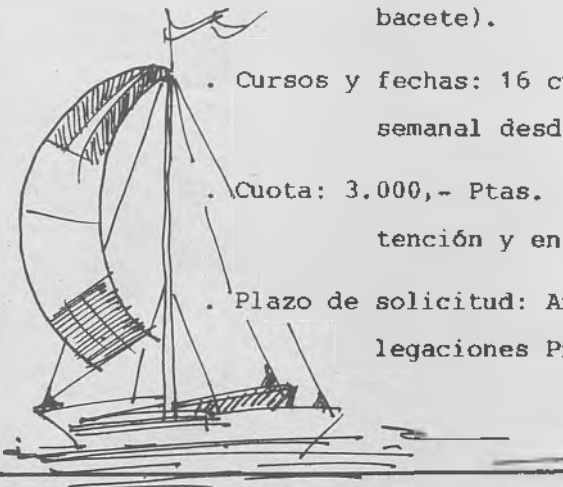 bacete).
. Cursos y fechas: 16 c
semanal desd
. Cuota: 3.000,- Ptas.
tención y en
. Plazo de solicitud: A
legaciones P